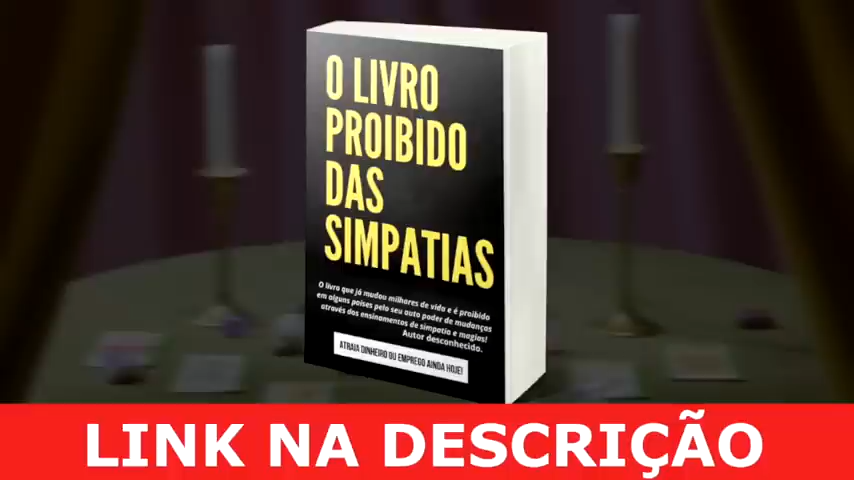 O LIVRO
PROIBIDO
DAS
SIMPATIAS
O livro que já mudou milhares de vida e é proibido
em alguns países pelo seu auto poder de mudanças
através dos ensinamentos de simpatia e magias!
Autor desconhecido.
ATRAIA DINHEIRO OU EMPREGO AINDA HOJE!
LINK NA DESCRIÇÃO